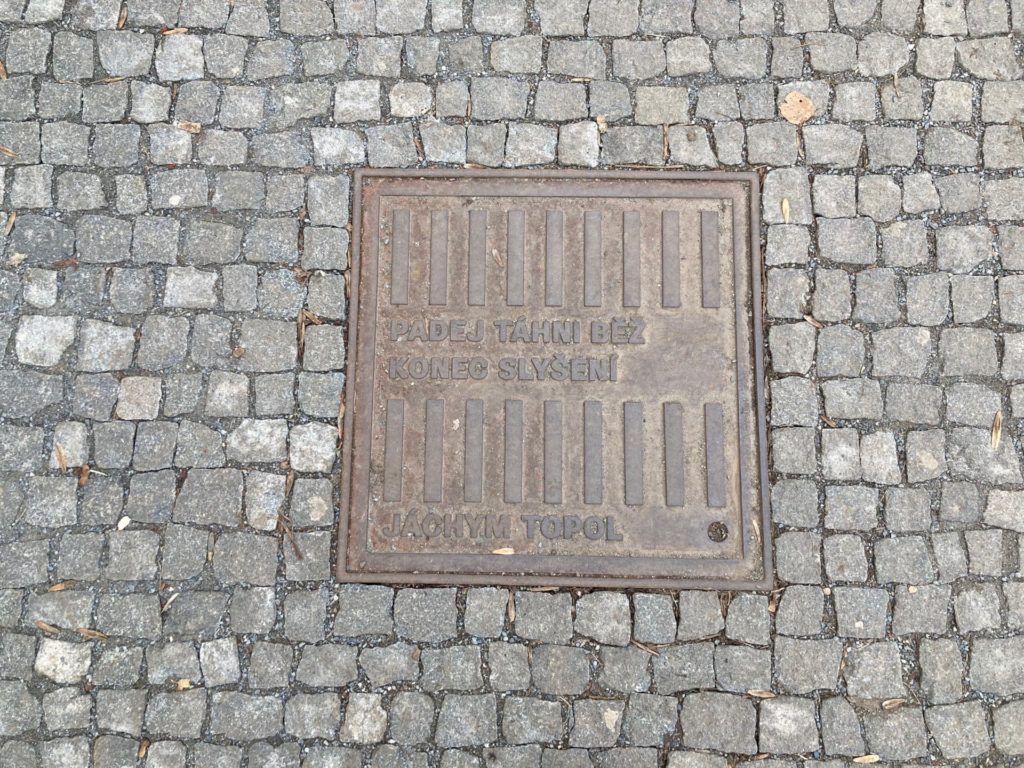 PADEJ TÁHNI BĚŽ
KONEC SLYŠENÍ
JÁCHYM TOPOL